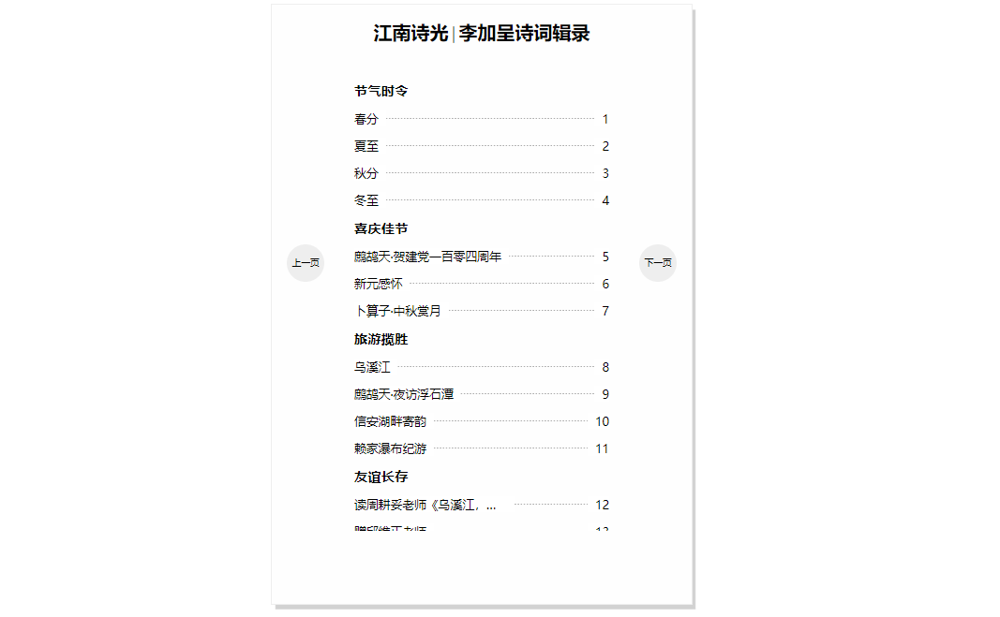 江南诗光|李加呈诗词辑录
节气时令
春分 1
夏至 2
秋分 3
冬至 4
喜庆佳节
鹧鸪天·贺建党一百零四周年 5
新元感怀 6
卜算子·中秋赏月 7
上一页
下一页
旅游揽胜
乌溪江 8
鹧鸪天·夜访浮石潭 9
信安湖畔寄韵 10
赖家瀑布纪游 11
友谊长存
读周耕妥老师《乌溪江，... 12